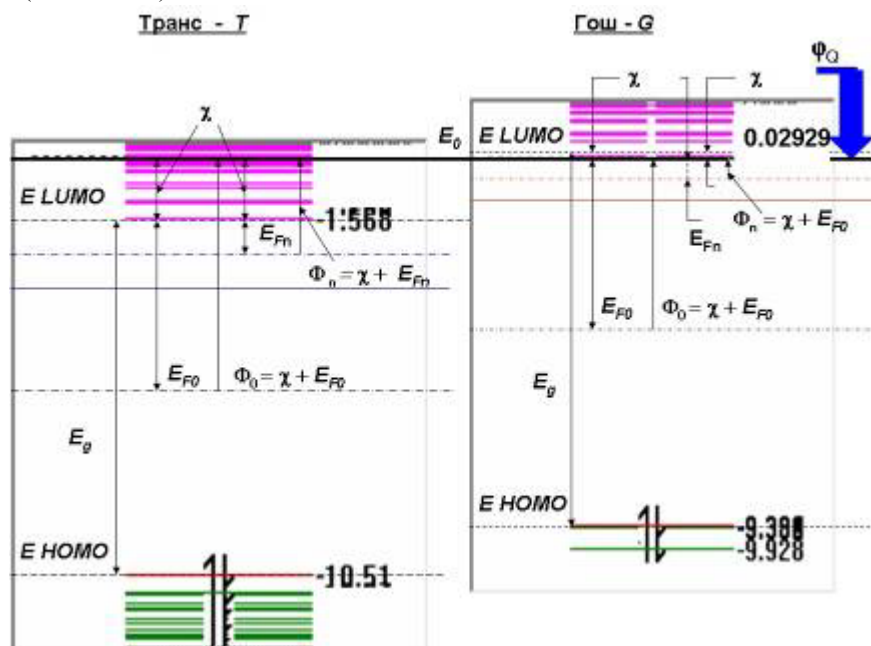 Транс - T
Гош - G
φQ
χ
χ
χ
E0
E LUMO
0.02929
E LUMO
-1.568
EFn
Φn = χ + EFn
EFn
Φn = χ + EF0
EF0
Φ0 = χ + EF0
EF0
Φ0 = χ + EF0
Eg
Eg
E HOMO
-9.928
E HOMO
-10.51